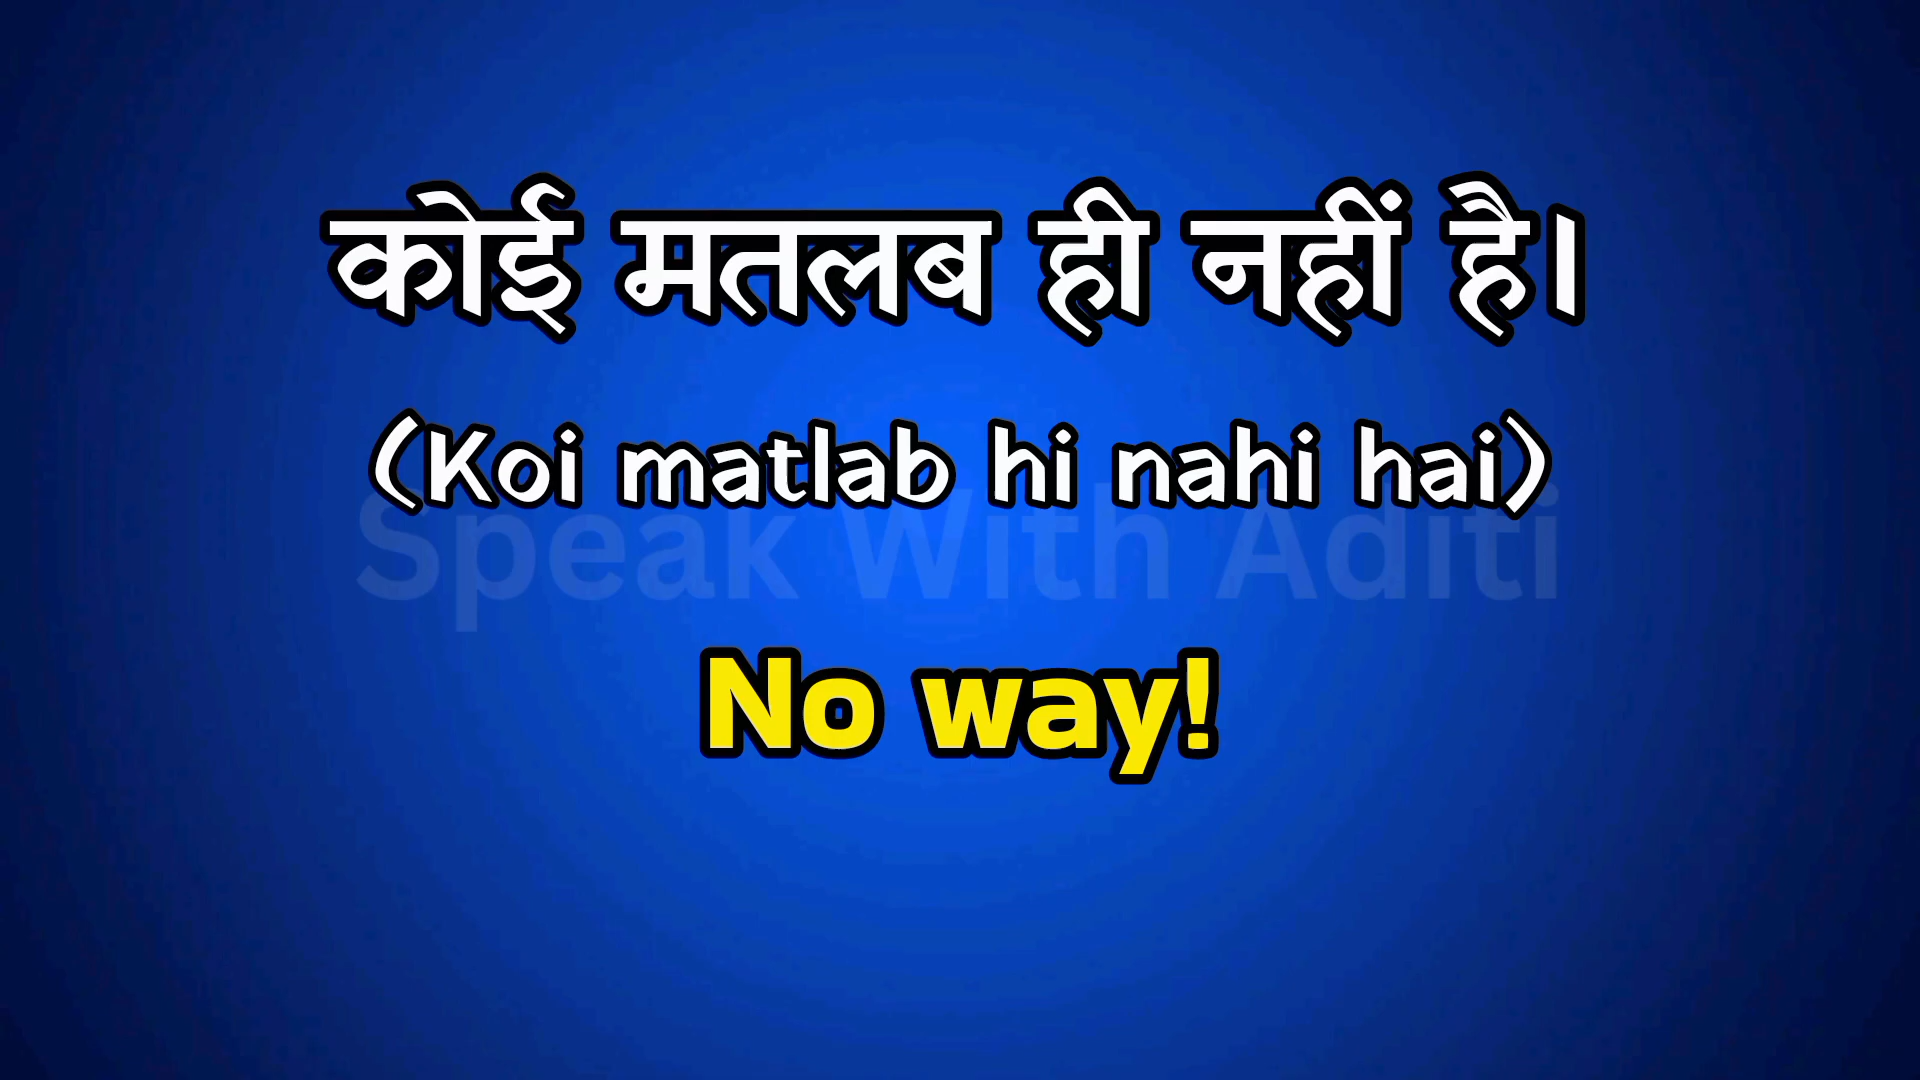 कोई मतलब ही नहीं है।
(Koi matlab hi nahi hai)
Speak With Aditi
No way!